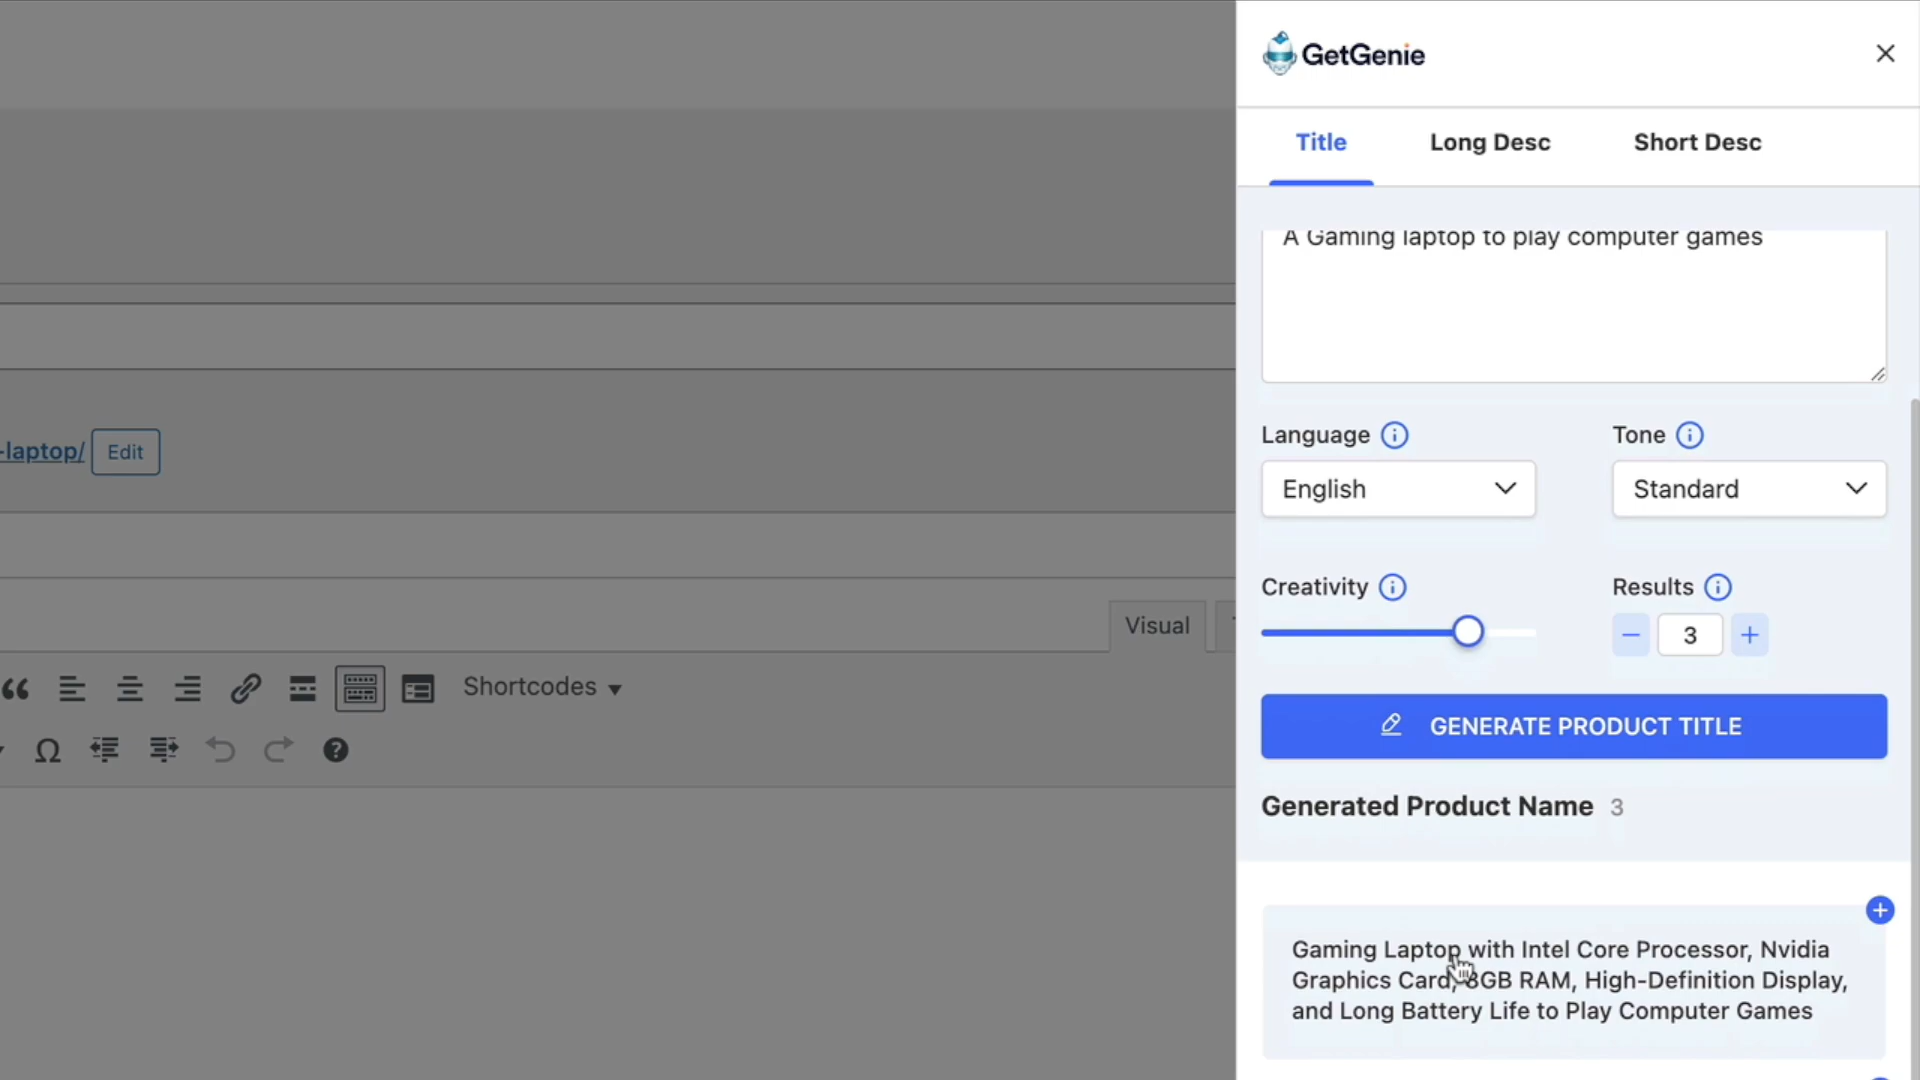 GetGenie
Title
Long Desc
Short Desc
A Gaming laptop to play computer games
Language
Tone
English
Standard
-laptop/
Edit
Creativity
Results
3
Visual
Shortcodes
GENERATE PRODUCT TITLE
Generated Product Name 3
Gaming Laptop with Intel Core Processor, Nvidia
Graphics Card, 8GB RAM, High-Definition Display,
and Long Battery Life to Play Computer Games